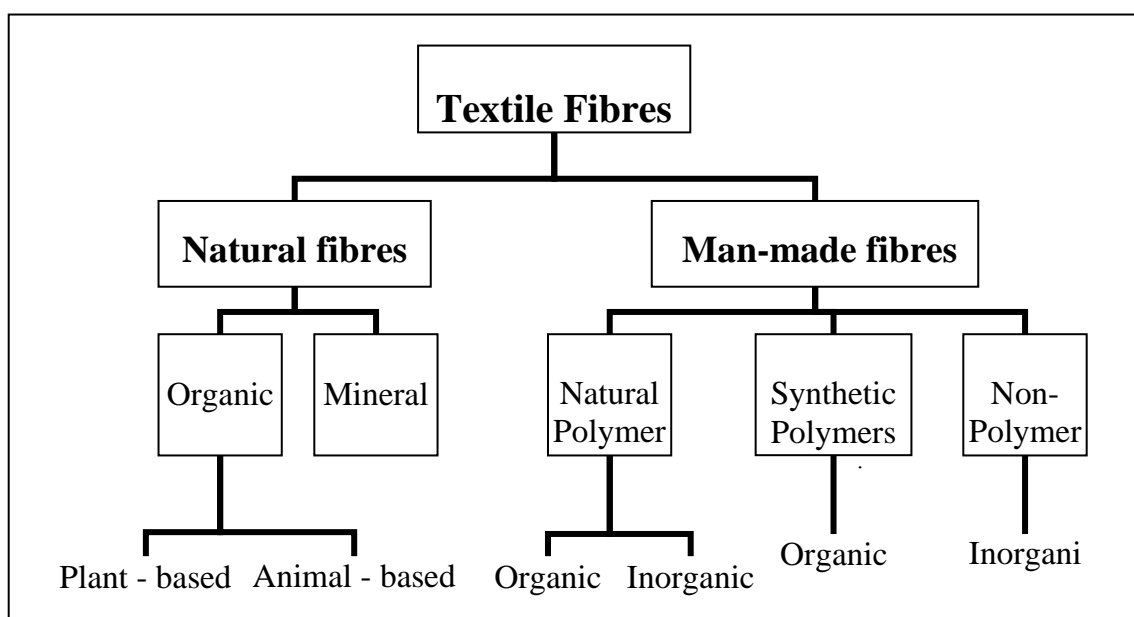 Textile Fibres
Natural fibres
Man-made fibres
Organic
Mineral
Natural
Polymer
Synthetic
Polymers
Non-
Polymer
Plant - based
Animal - based
Organic
Inorganic
Organic
Inorgani